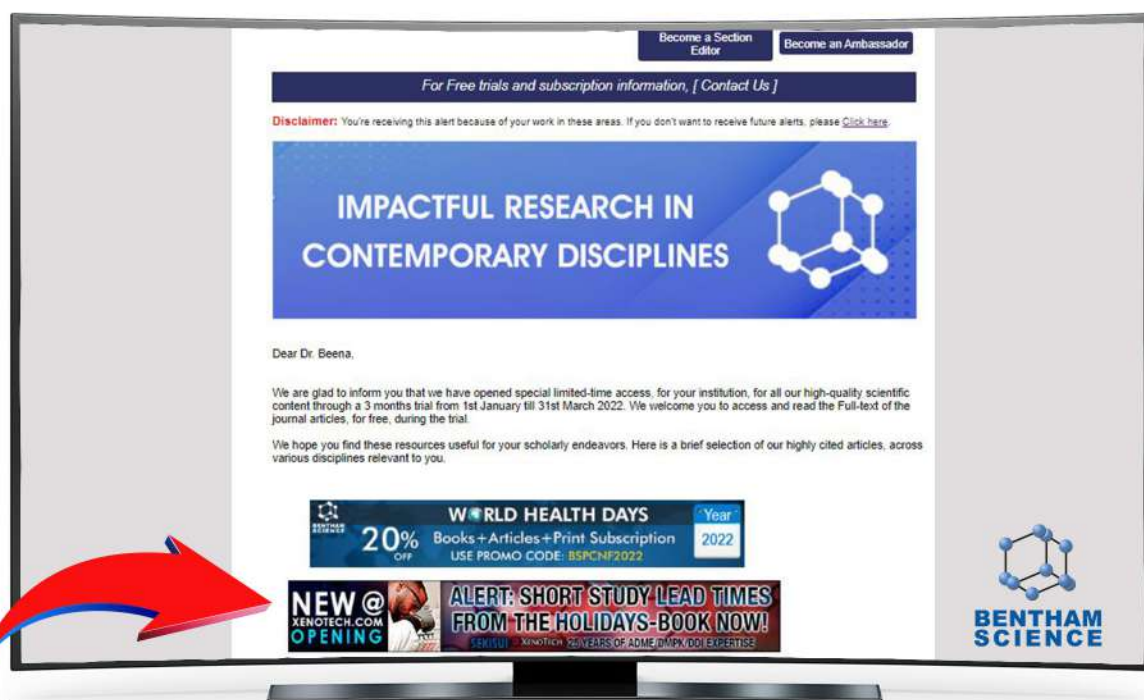 Become a Section
Editor
Become an Ambassador
For Free trials and subscription information, [ Contact Us ]
Disclaimer: You're receiving this alert because of your work in these areas. If you don't want to receive future alerts, please Click here.
IMPACTFUL RESEARCH IN
CONTEMPORARY DISCIPLINES
Dear Dr. Beena,
We are glad to inform you that we have opened special limited-time access, for your institution, for all our high-quality scientific
content through a 3 months trial from 1st January till 31st March 2022. We welcome you to access and read the Full-text of the
journal articles, for free, during the trial.
We hope you find these resources useful for your scholarly endeavors. Here is a brief selection of our highly cited articles, across
various disciplines relevant to you.
BENTHAM
SCIENCE
20%
OFF
WORLD HEALTH DAYS
Books+Articles+Print Subscription
USE PROMO CODE: BSPCNF2022
Year
2022
NEW @
XENOTECH.COM
OPENING
ALERT: SHORT STUDY LEAD TIMES
FROM THE HOLIDAYS-BOOK NOW!
SEKISUI XENOTECH 25 YEARS OF ADME/DMPK/DDI EXPERTISE
BENTHAM
SCIENCE